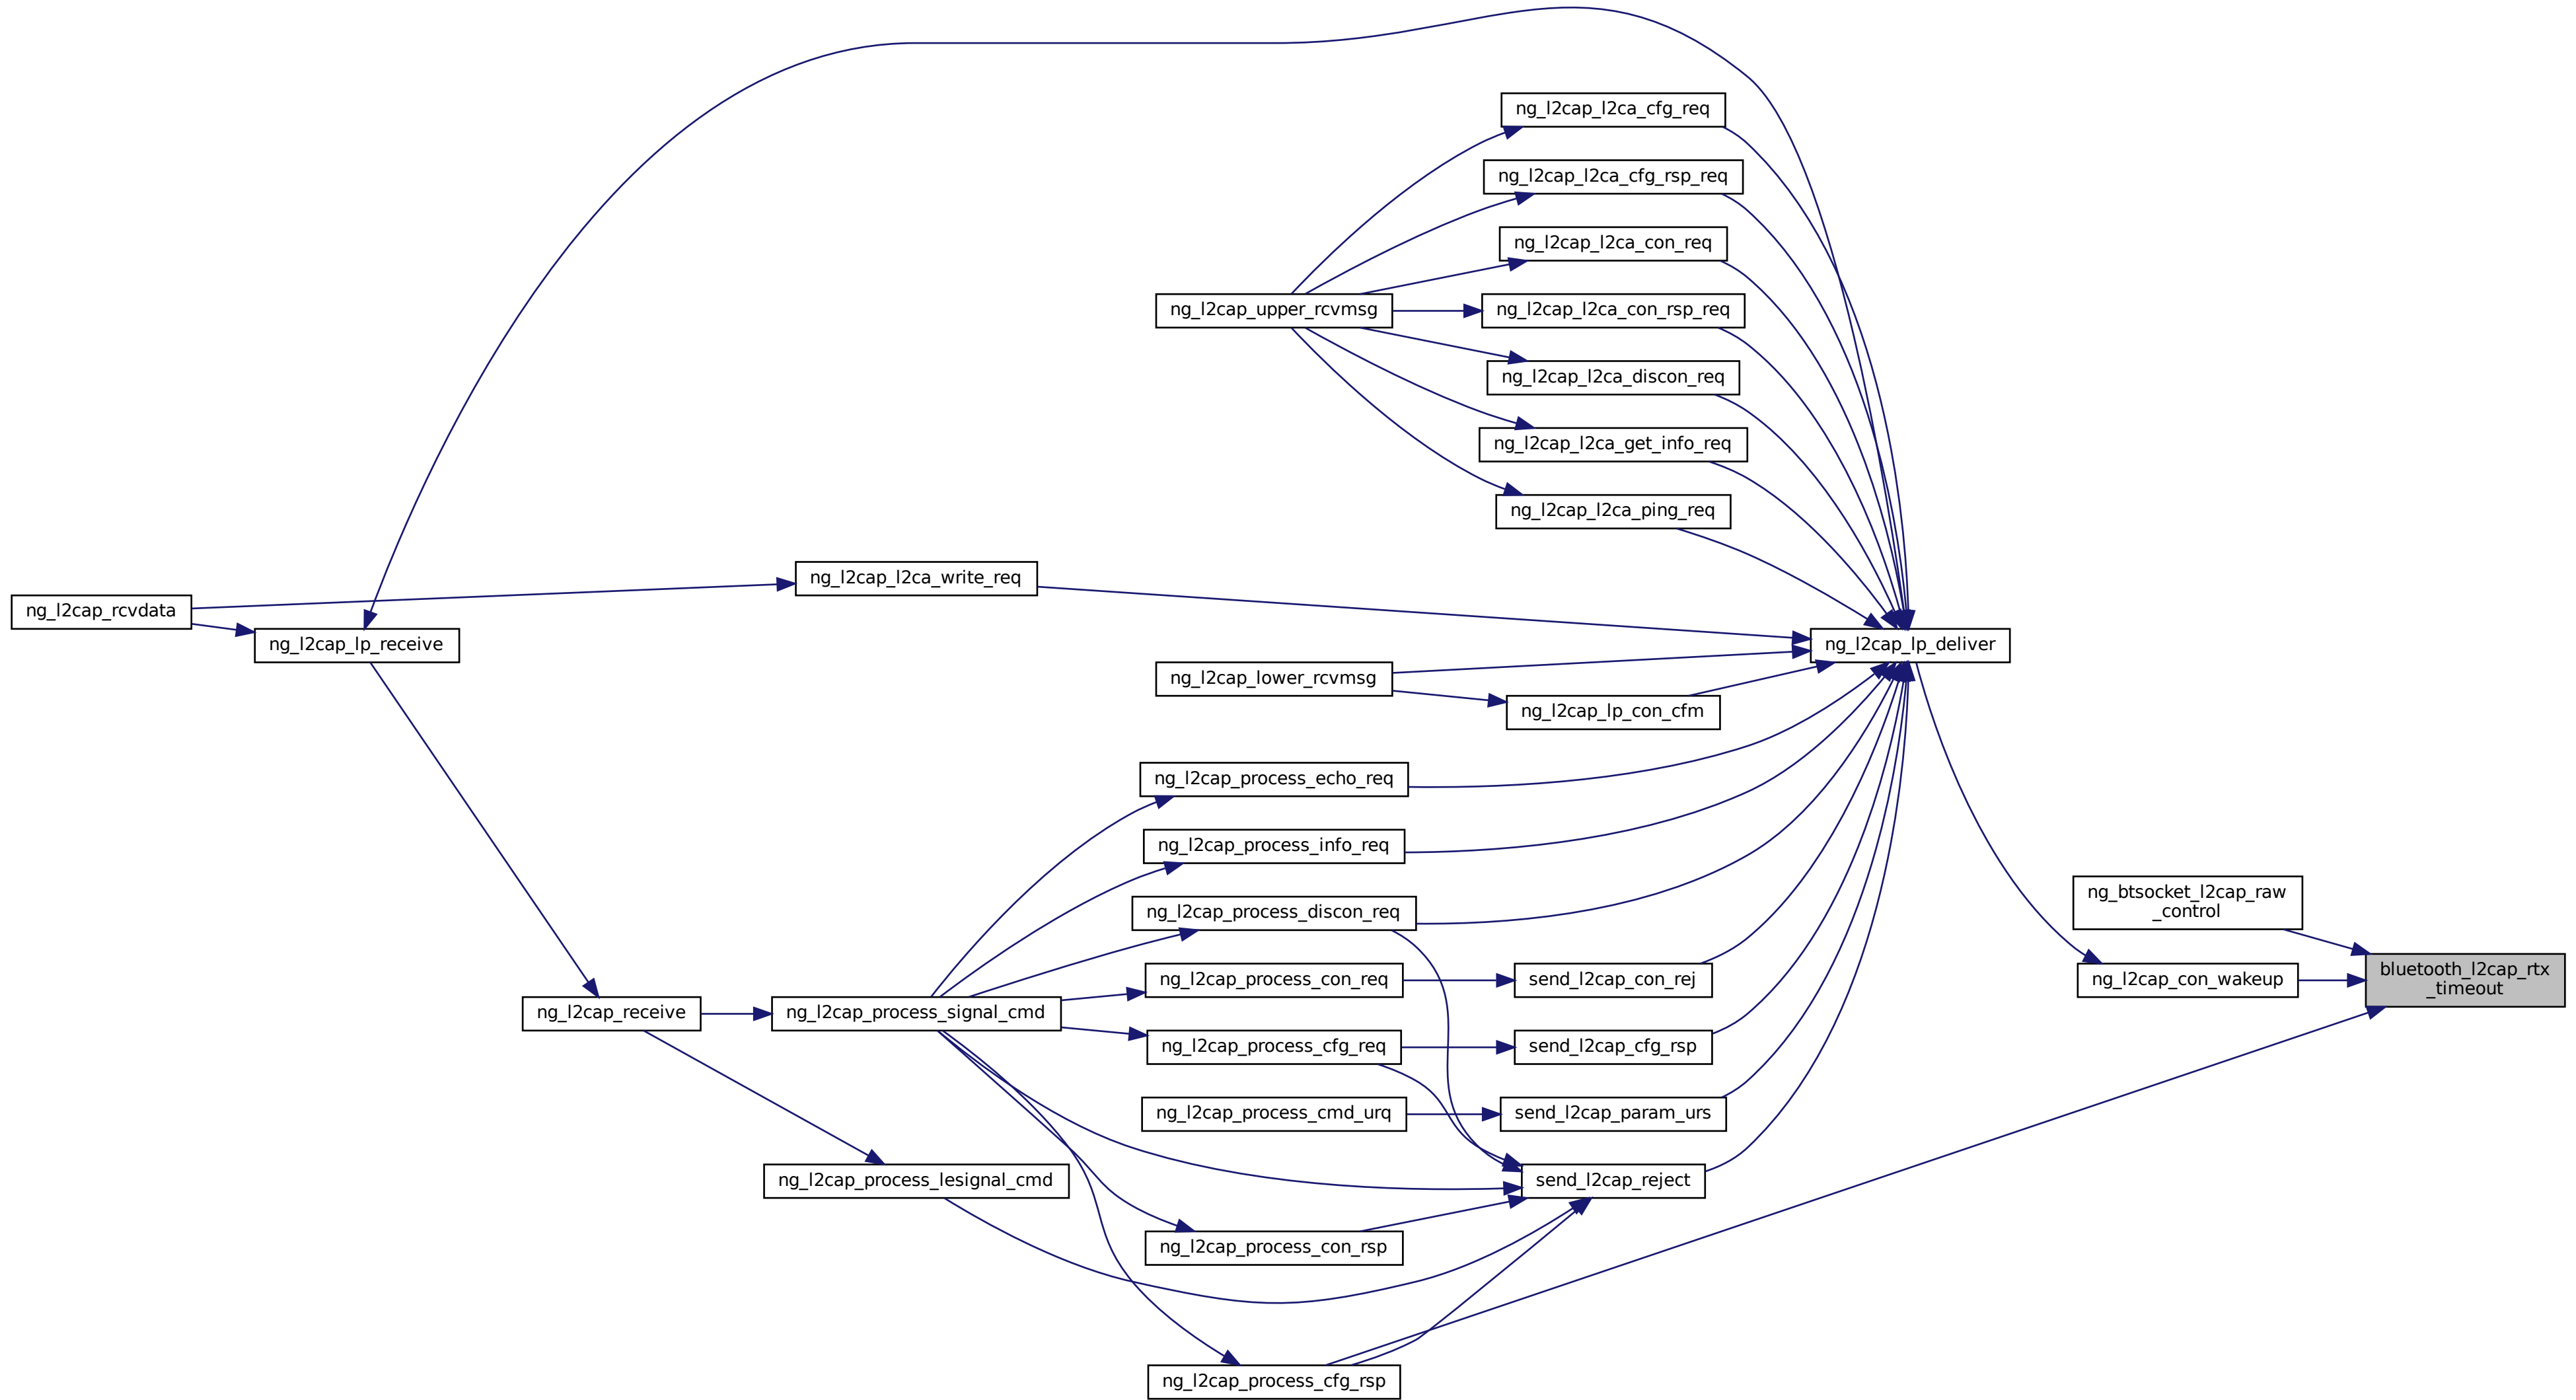 ng_l2cap_l2ca_cfg_req
ng_l2cap_l2ca_cfg_rsp_req
ng_l2cap_l2ca_con_req
ng_l2cap_upper_rcvmsg
ng_l2cap_l2ca_con_rsp_req
ng_l2cap_l2ca_discon_req
ng_l2cap_l2ca_get_info_req
ng_l2cap_l2ca_ping_req
ng_l2cap_l2ca_write_req
ng_l2cap_rcvdata
ng_l2cap_lp_receive
ng_l2cap_lp_deliver
ng_l2cap_lower_rcvmsg
ng_l2cap_lp_con_cfm
ng_l2cap_process_echo_req
ng_l2cap_process_info_req
ng_btsocket_l2cap_raw
_control
ng_l2cap_process_discon_req
ng_l2cap_process_con_req
send_l2cap_con_rej
ng_l2cap_con_wakeup
bluetooth_l2cap_rtx
_timeout
ng_l2cap_receive
ng_l2cap_process_signal_cmd
ng_l2cap_process_cfg_req
send_l2cap_cfg_rsp
ng_l2cap_process_cmd_urq
send_l2cap_param_urs
ng_l2cap_process_lesignal_cmd
send_l2cap_reject
ng_l2cap_process_con_rsp
ng_l2cap_process_cfg_rsp